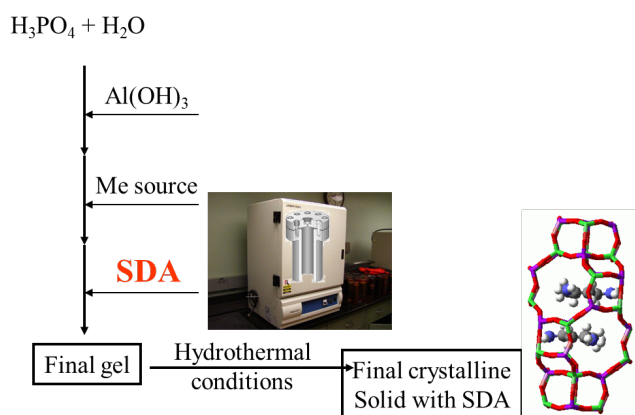 H₃PO₄ + H₂O
Al(OH)₃
Me source
SDA
Final gel
Hydrothermal
conditions
Final crystalline
Solid with SDA